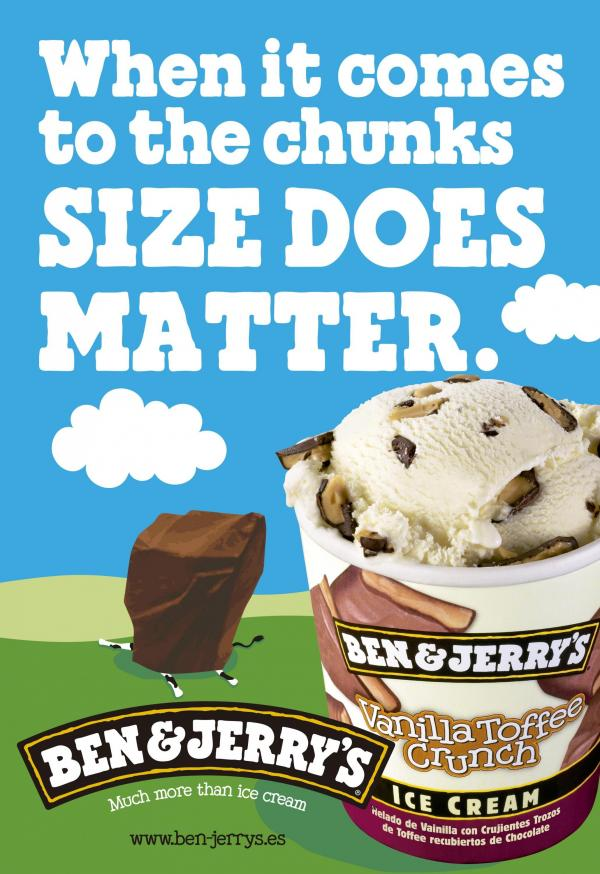 When it comes
to the chunks
SIZE DOES
MATTER.
BEN & JERRY'S
Vanilla Toffee
Crunch
ICE CREAM
Helado de Vainilla con Crujientes Trozos
de Toffee recubiertos de Chocolate
BEN & JERRY'S®
Much more than ice cream
www.ben-jerrys.es